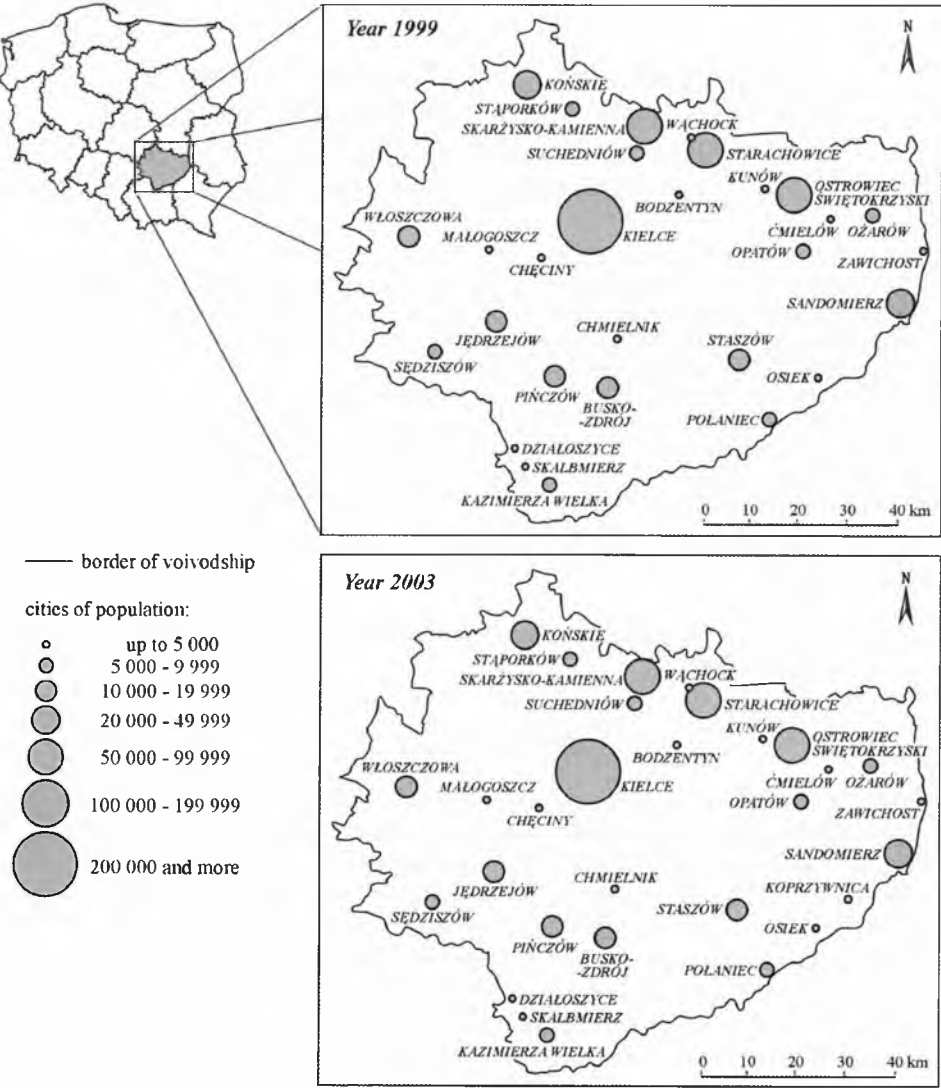 Year 1999
N
KOŃSKIE
STĄPORKÓW
SKARŻYSKO-KAMIENNA
WĄCHOCK
SUCHEDNIÓW
STARACHOWICE
KUNÓW
OSTROWIEC
ŚWIĘTOKRZYSKI
BODZENTYN
WŁOSZCZOWA
MAŁOGOSZCZ
KIELCE
ĆMIELÓW
OŻARÓW
CHĘCINY
OPATÓW
ZAWICHOST
SANDOMIERZ
CHMIELNIK
JĘDRZEJÓW
STASZÓW
SĘDZISZÓW
OSIEK
PIŃCZÓW
BUSKO-
-ZDRÓJ
POŁANIEC
DZIAŁOSZYCE
SKALBMIERZ
KAZIMIERZA WIELKA
0 10 20 30 40 km
border of voivodship
cities of population:
up to 5 000
5 000 - 9 999
10 000 - 19 999
20 000 - 49 999
50 000 - 99 999
100 000 - 199 999
200 000 and more
Year 2003
N
KOŃSKIE
STĄPORKÓW
SKARŻYSKO-KAMIENNA
WĄCHOCK
SUCHEDNIÓW
STARACHOWICE
KUNÓW
OSTROWIEC
ŚWIĘTOKRZYSKI
BODZENTYN
WŁOSZCZOWA
MAŁOGOSZCZ
KIELCE
ĆMIELÓW
OŻARÓW
CHĘCINY
OPATÓW
ZAWICHOST
SANDOMIERZ
CHMIELNIK
JĘDRZEJÓW
KOPRZYWNICA
STASZÓW
SĘDZISZÓW
OSIEK
PIŃCZÓW
BUSKO-
-ZDRÓJ
POŁANIEC
DZIAŁOSZYCE
SKALBMIERZ
KAZIMIERZA WIELKA
0 10 20 30 40 km